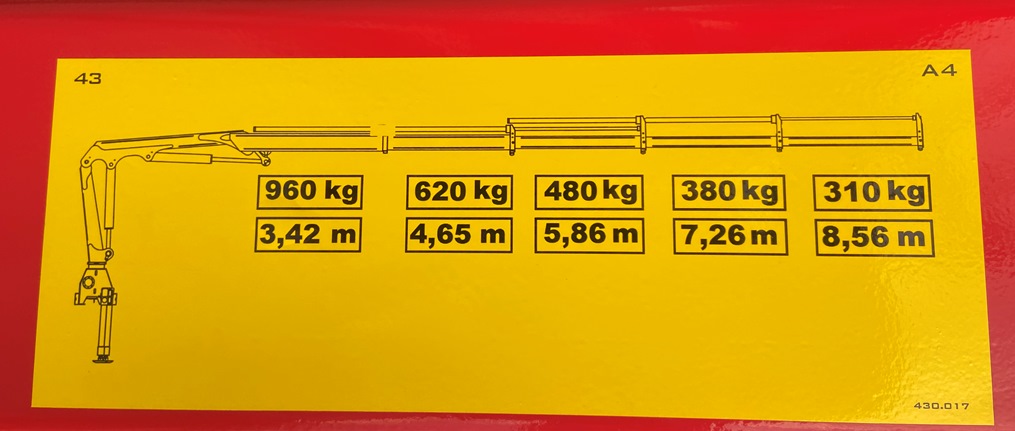 43 A4
960 kg 620 kg 480 kg 380 kg 310 kg
3,42 m 4,65 m 5,86 m 7,26 m 8,56 m
430.017